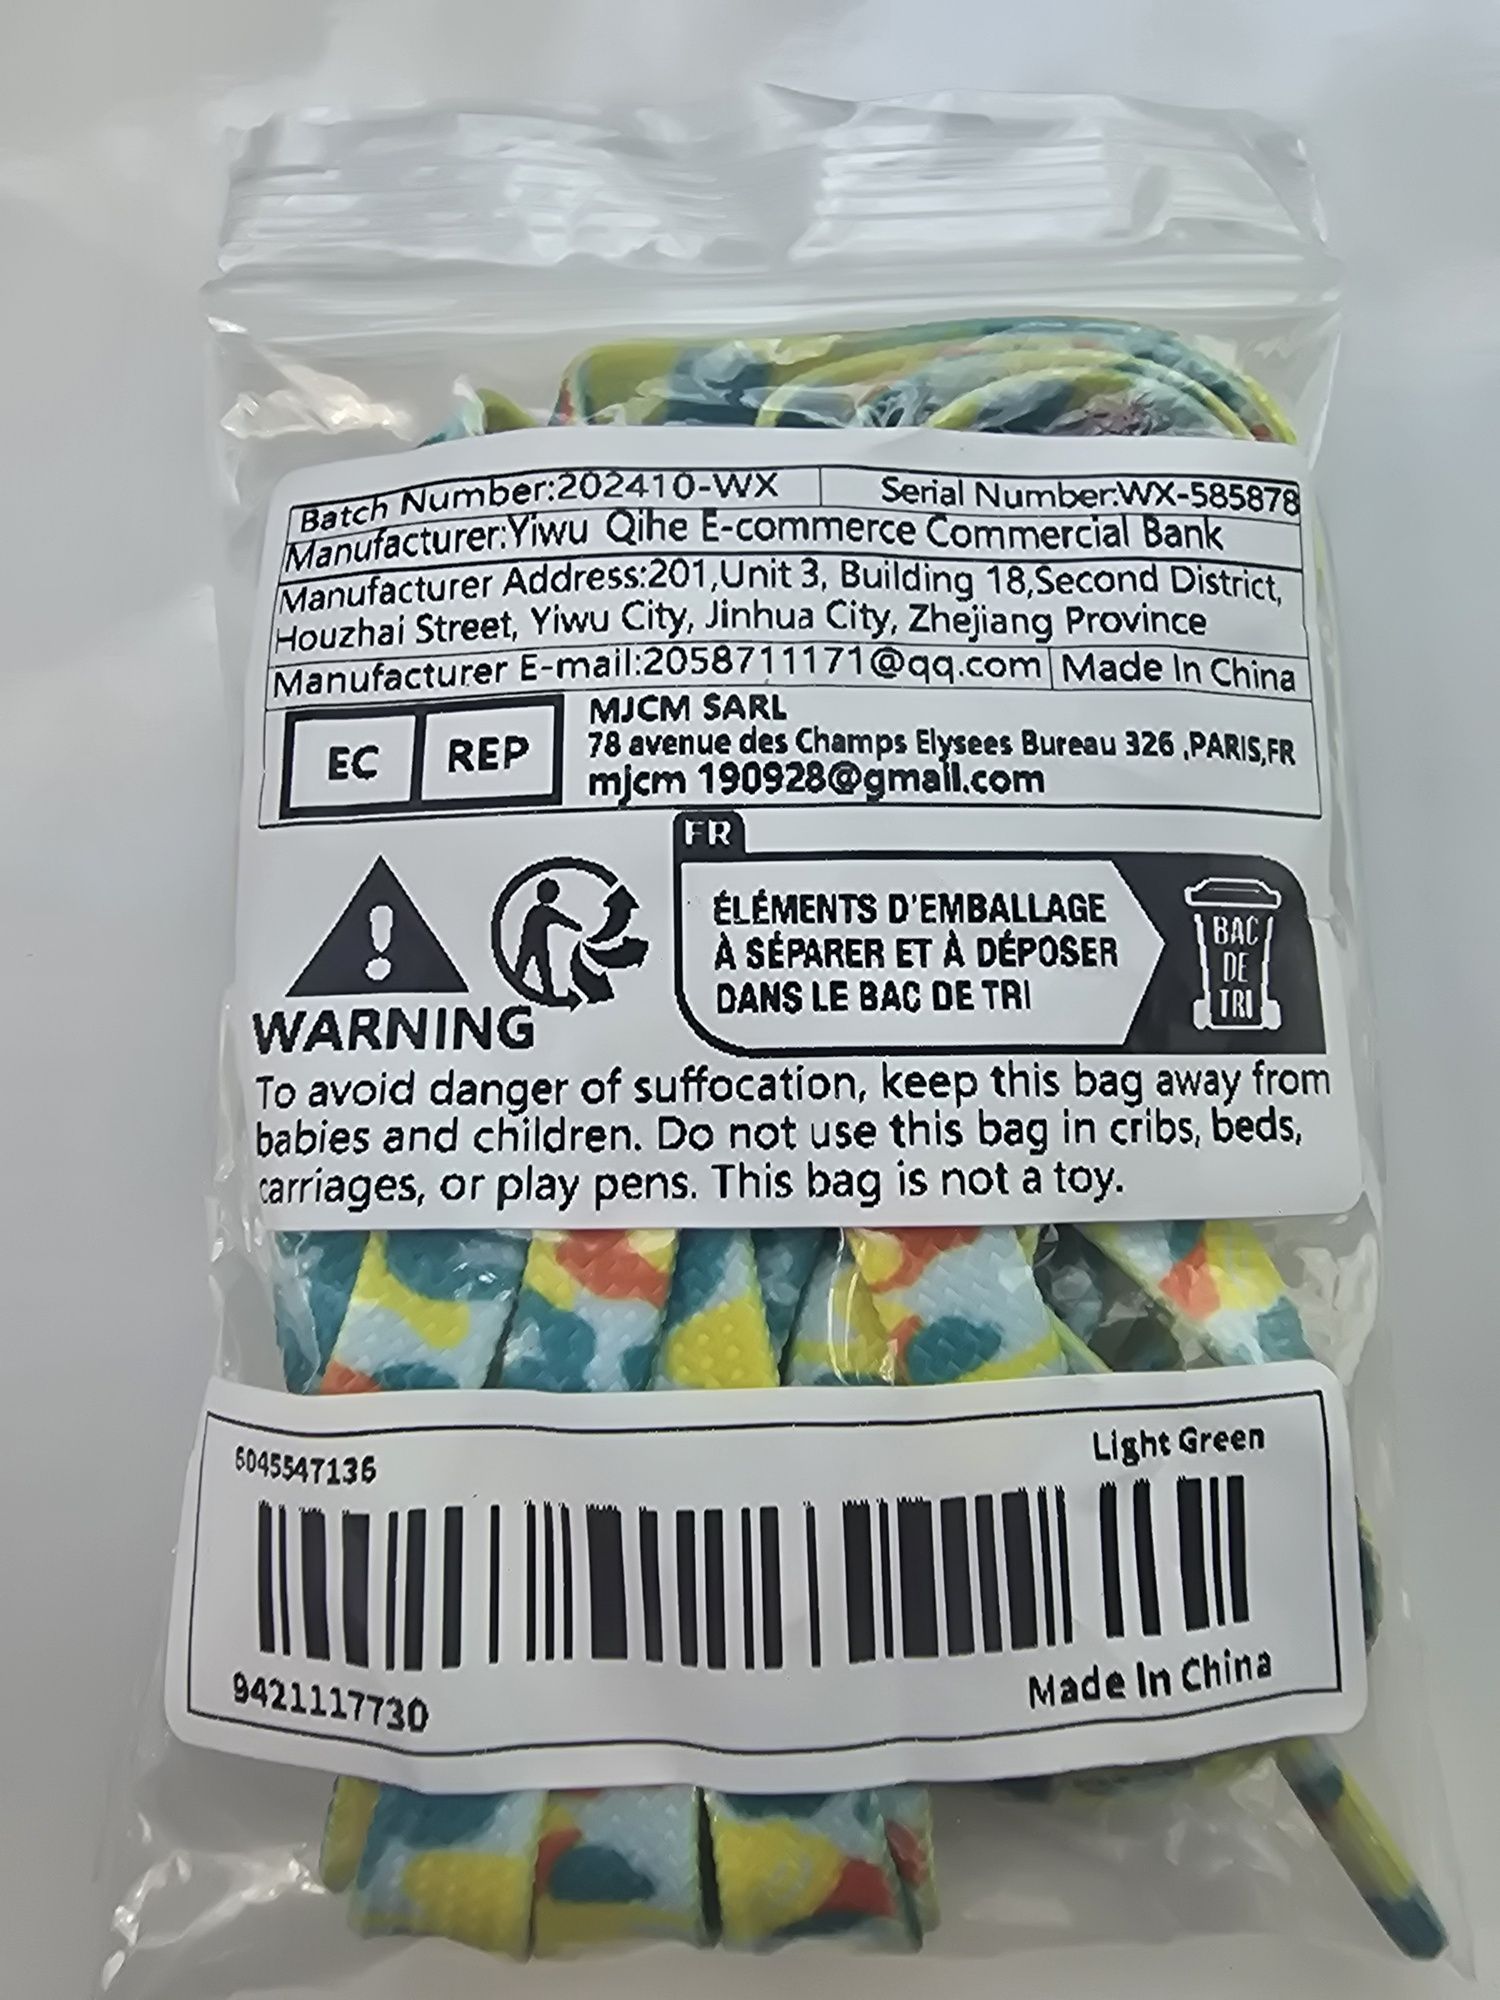 Batch Number:202410-WX Serial Number:WX-585878
Manufacturer:Yiwu Qihe E-commerce Commercial Bank
Manufacturer Address:201,Unit 3, Building 18,Second District,
Houzhai Street, Yiwu City, Jinhua City, Zhejiang Province
Manufacturer E-mail:2058711171@qq.com Made In China
EC REP
MJCM SARL
78 avenue des Champs Elysees Bureau 326 ,PARIS,FR
mjcm 190928@gmail.com
FR
ÉLÉMENTS D'EMBALLAGE
À SÉPARER ET À DÉPOSER
DANS LE BAC DE TRI
BAC
DE
TRI
WARNING
To avoid danger of suffocation, keep this bag away from
babies and children. Do not use this bag in cribs, beds,
carriages, or play pens. This bag is not a toy.
6045547136 Light Green
9421117730 Made In China